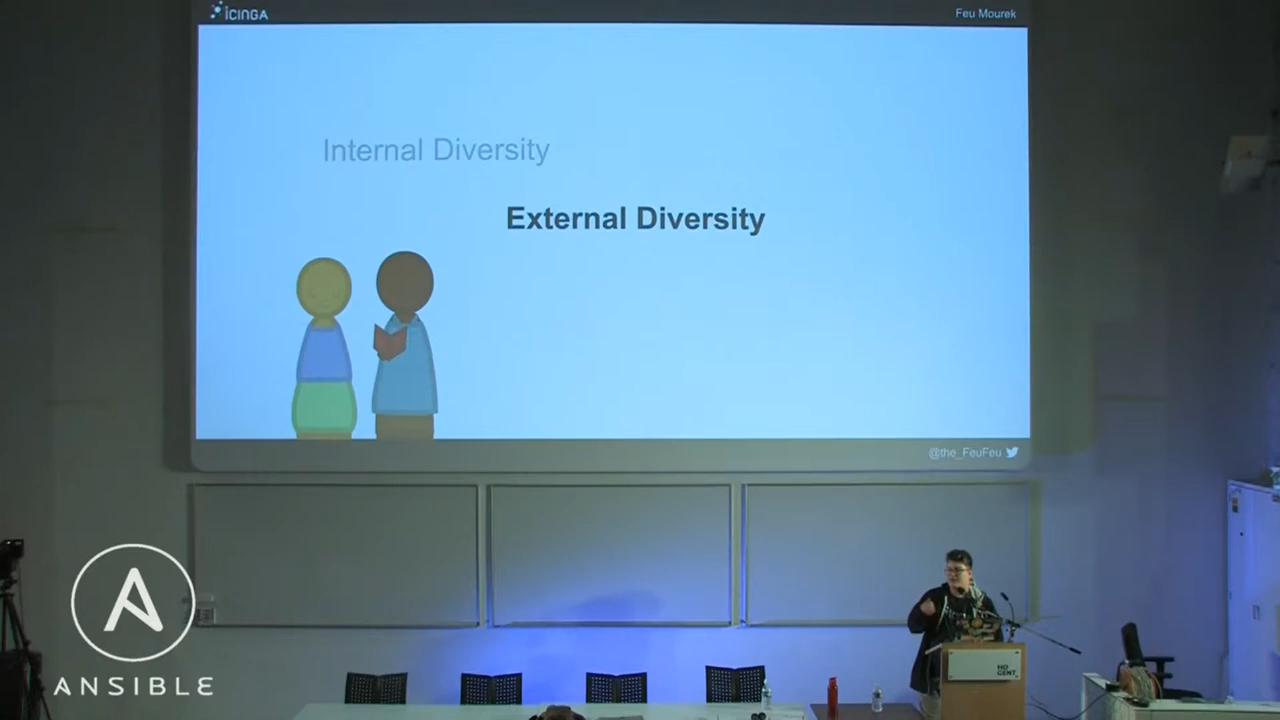 icinga
Feu Mourek
Internal Diversity
External Diversity
@the_FeuFeu
HO
GENT
ANSIBLE